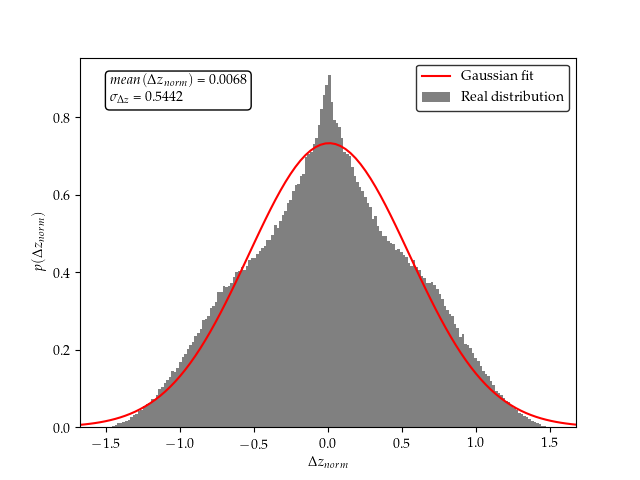 mean(Δz_norm) = 0.0068
σ_Δz = 0.5442
Gaussian fit
Real distribution
p(Δz_norm)
0.8
0.6
0.4
0.2
0.0
−1.5 −1.0 −0.5 0.0 0.5 1.0 1.5
Δz_norm